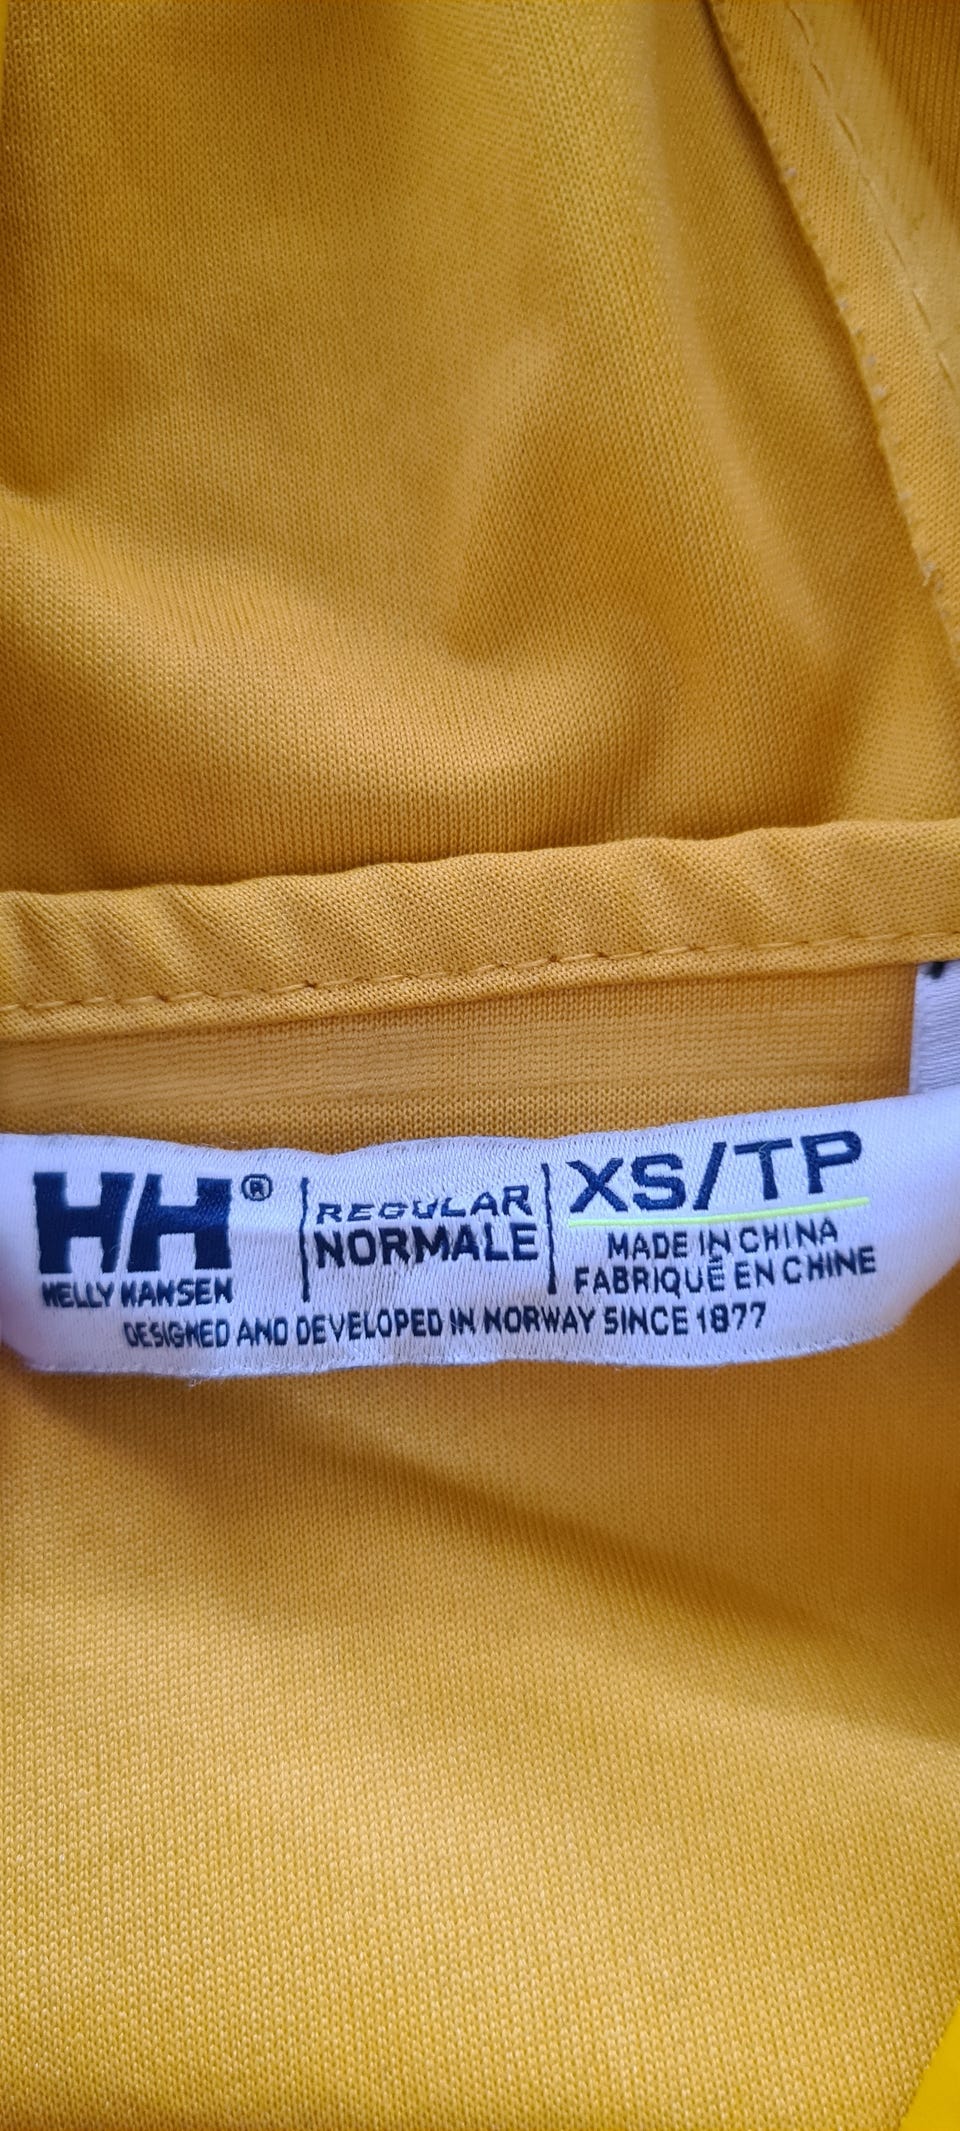 HH®
HELLY HANSEN
REGULAR
NORMALE
XS/TP
MADE IN CHINA
FABRIQUÉ EN CHINE
DESIGNED AND DEVELOPED IN NORWAY SINCE 1877